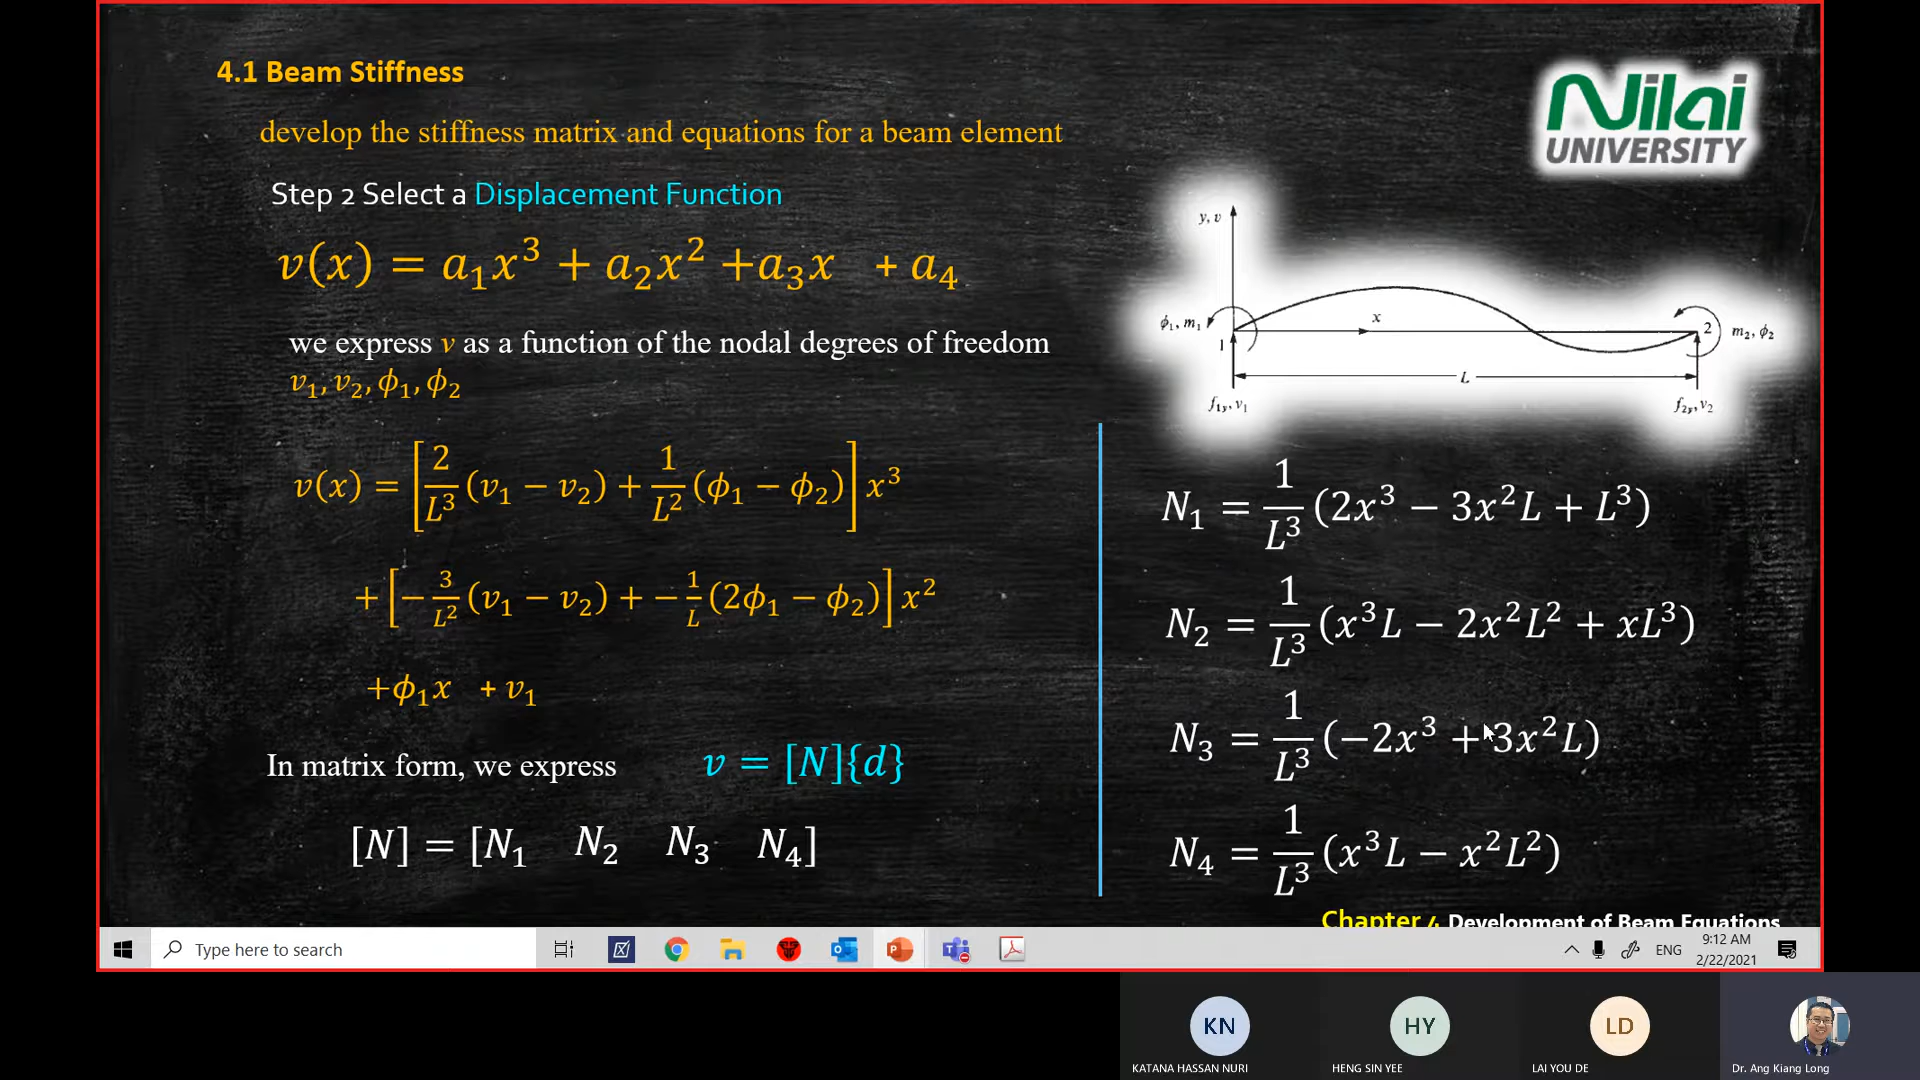 4.1 Beam Stiffness
develop the stiffness matrix and equations for a beam element
Step 2 Select a Displacement Function
v(x) = a₁x³ + a₂x² +a₃x + a₄
we express v as a function of the nodal degrees of freedom
v₁, v₂, ϕ₁, ϕ₂
v(x) = [2/L³ (v₁ − v₂) + 1/L² (ϕ₁ − ϕ₂)] x³
+ [−3/L² (v₁ − v₂) + −1/L (2ϕ₁ − ϕ₂)] x²
+ϕ₁x + v₁
In matrix form, we express v = [N]{d}
[N] = [N₁ N₂ N₃ N₄]
Nilai
UNIVERSITY
y, v
ϕ₁, m₁
x
2
m₂, ϕ₂
1
L
f₁y, v₁
f₂y, v₂
N₁ = 1/L³ (2x³ − 3x²L + L³)
N₂ = 1/L³ (x³L − 2x²L² + xL³)
N₃ = 1/L³ (−2x³ + 3x²L)
N₄ = 1/L³ (x³L − x²L²)
Chapter 4 Development of Beam Equations
Type here to search
ENG
9:12 AM
2/22/2021
KN
HY
LD
KATANA HASSAN NURI
HENG SIN YEE
LAI YOU DE
Dr. Ang Kiang Long